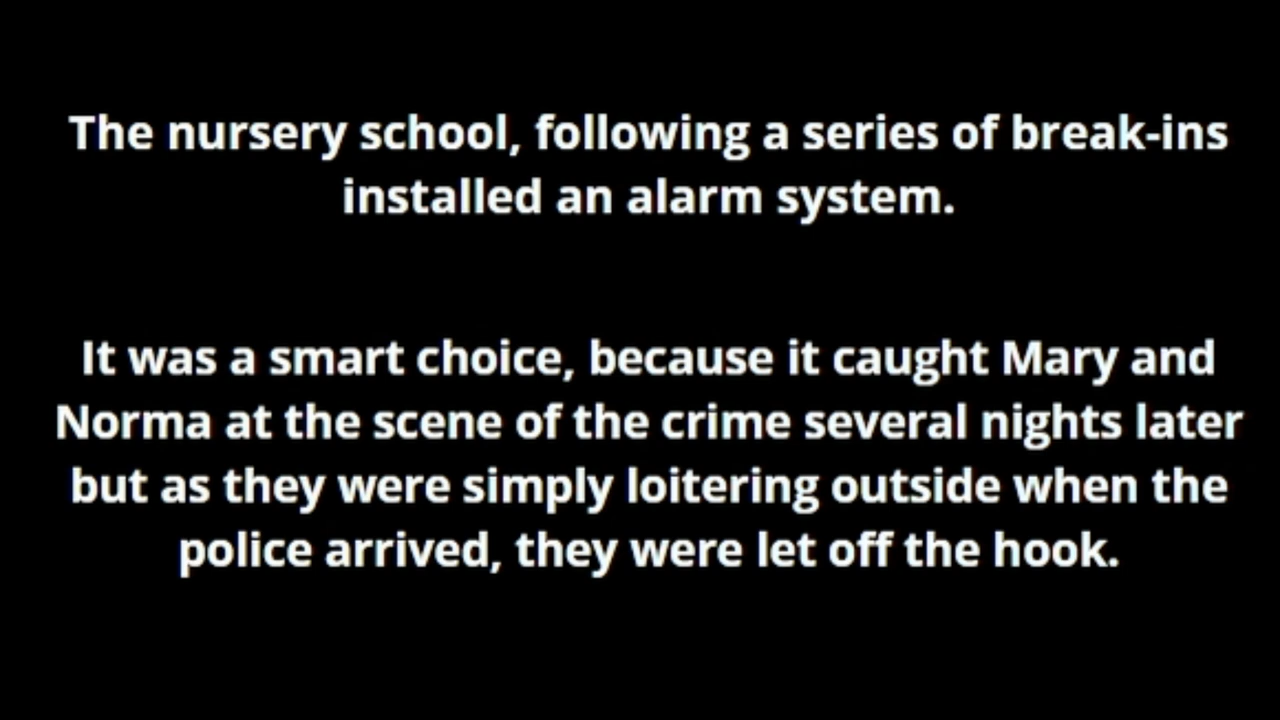 The nursery school, following a series of break-ins
installed an alarm system.
It was a smart choice, because it caught Mary and
Norma at the scene of the crime several nights later
but as they were simply loitering outside when the
police arrived, they were let off the hook.